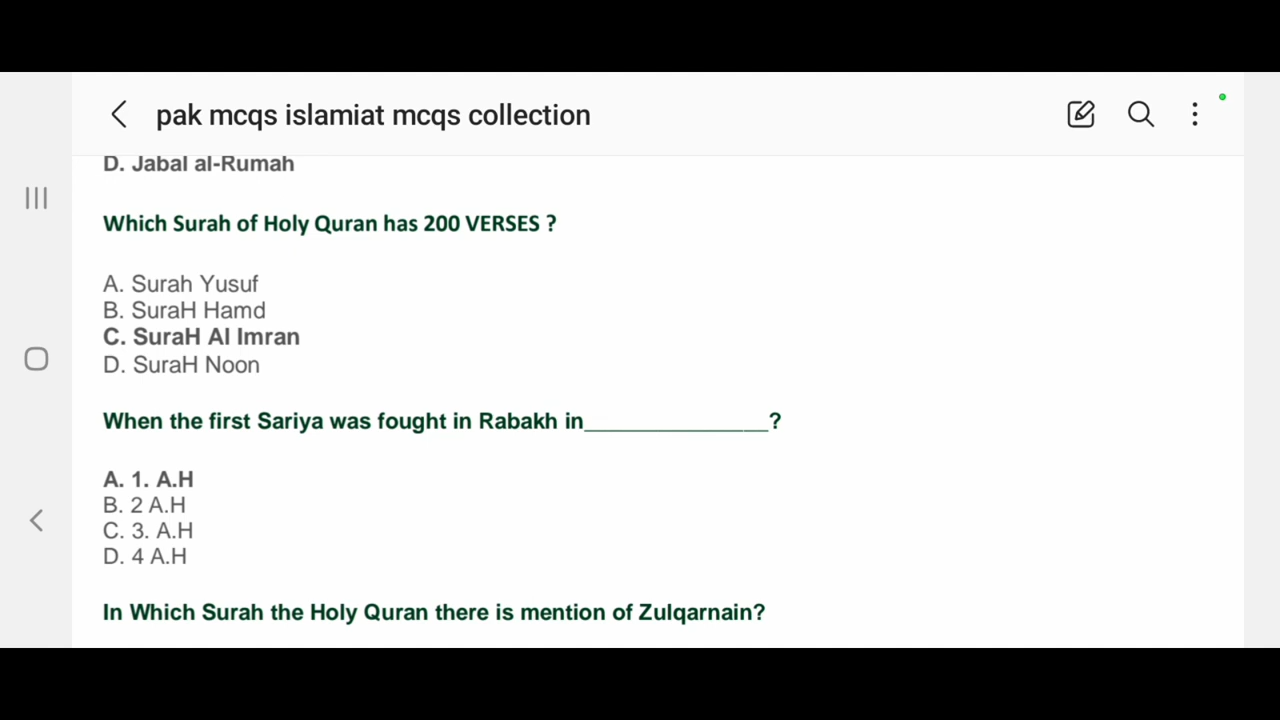 pak mcqs islamiat mcqs collection
D. Jabal al-Rumah
Which Surah of Holy Quran has 200 VERSES ?
A. Surah Yusuf
B. SuraH Hamd
C. SuraH Al Imran
D. SuraH Noon
When the first Sariya was fought in Rabakh in_______________?
A. 1. A.H
B. 2 A.H
C. 3. A.H
D. 4 A.H
In Which Surah the Holy Quran there is mention of Zulqarnain?